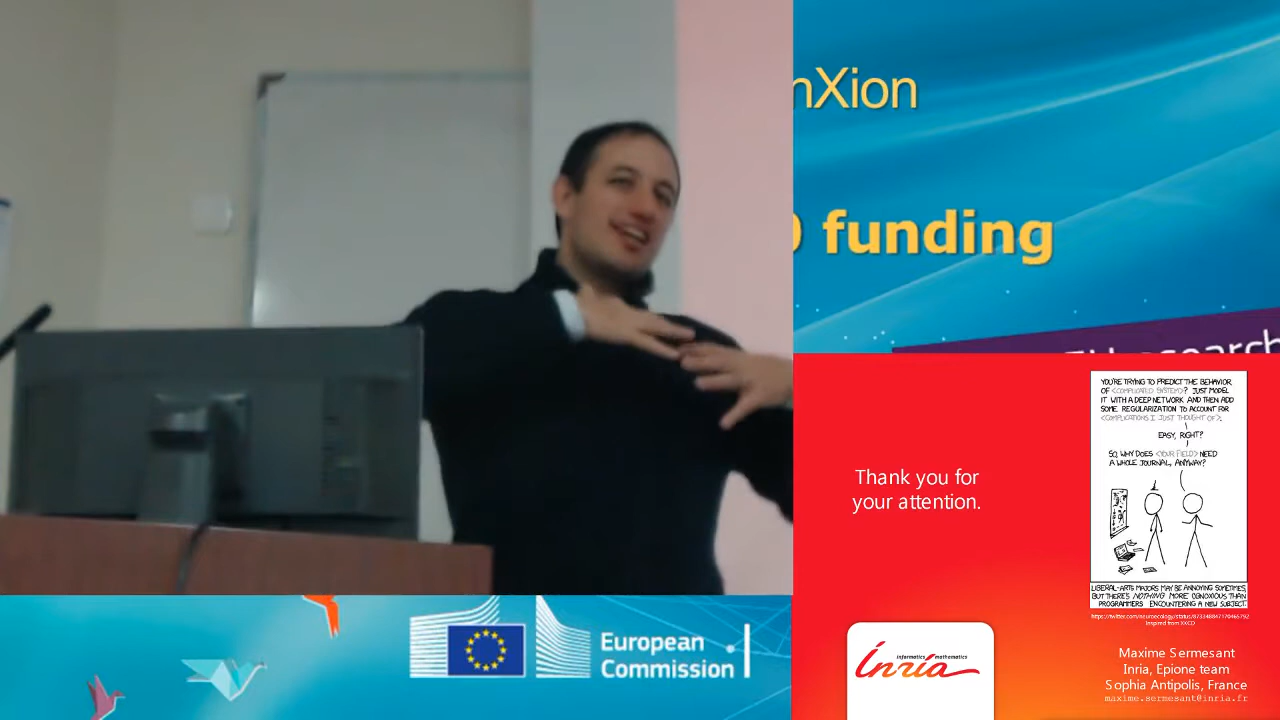 nXion
funding
EU research
European
Commission
Thank you for
your attention.
YOU'RE TRYING TO PREDICT THE BEHAVIOR
OF <COMPLICATED SYSTEM>? JUST MODEL
IT WITH A DEEP NETWORK AND THEN ADD
SOME REGULARIZATION TO ACCOUNT FOR
<COMPLICATIONS I JUST THOUGHT OF>.
EASY, RIGHT?
SO, WHY DOES <YOUR FIELD> NEED
A WHOLE JOURNAL, ANYWAY?
LIBERAL-ARTS MAJORS MAY BE ANNOYING SOMETIMES,
BUT THERE'S NOTHING MORE OBNOXIOUS THAN
PROGRAMMERS ENCOUNTERING A NEW SUBJECT.
Inspired from XKCD
informatics mathematics
Inria
Maxime Sermesant
Inria, Epione team
Sophia Antipolis, France
maxime.sermesant@inria.fr